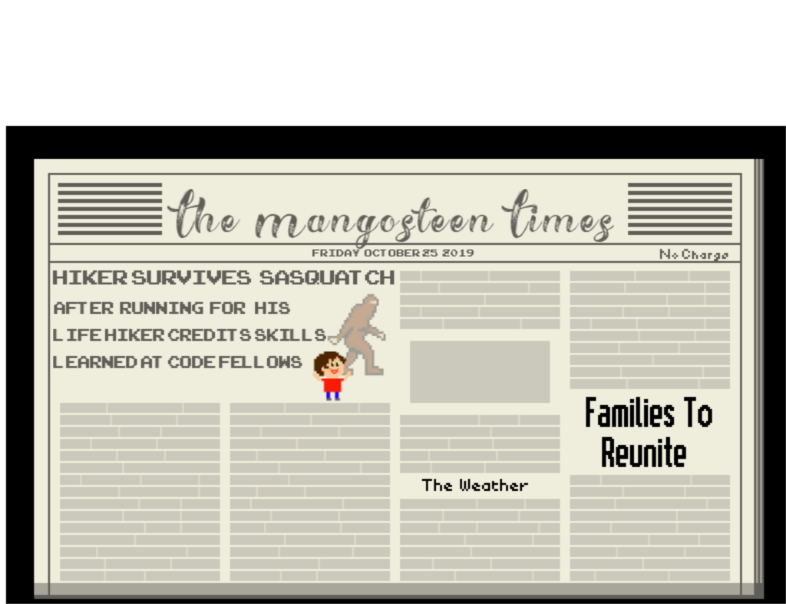 the mangosteen times
FRIDAY OCTOBER 25 2019
No Charge
HIKER SURVIVES SASQUATCH
AFTER RUNNING FOR HIS
LIFE HIKER CREDITS SKILLS
LEARNED AT CODE FELLOWS
Families To
Reunite
The Weather